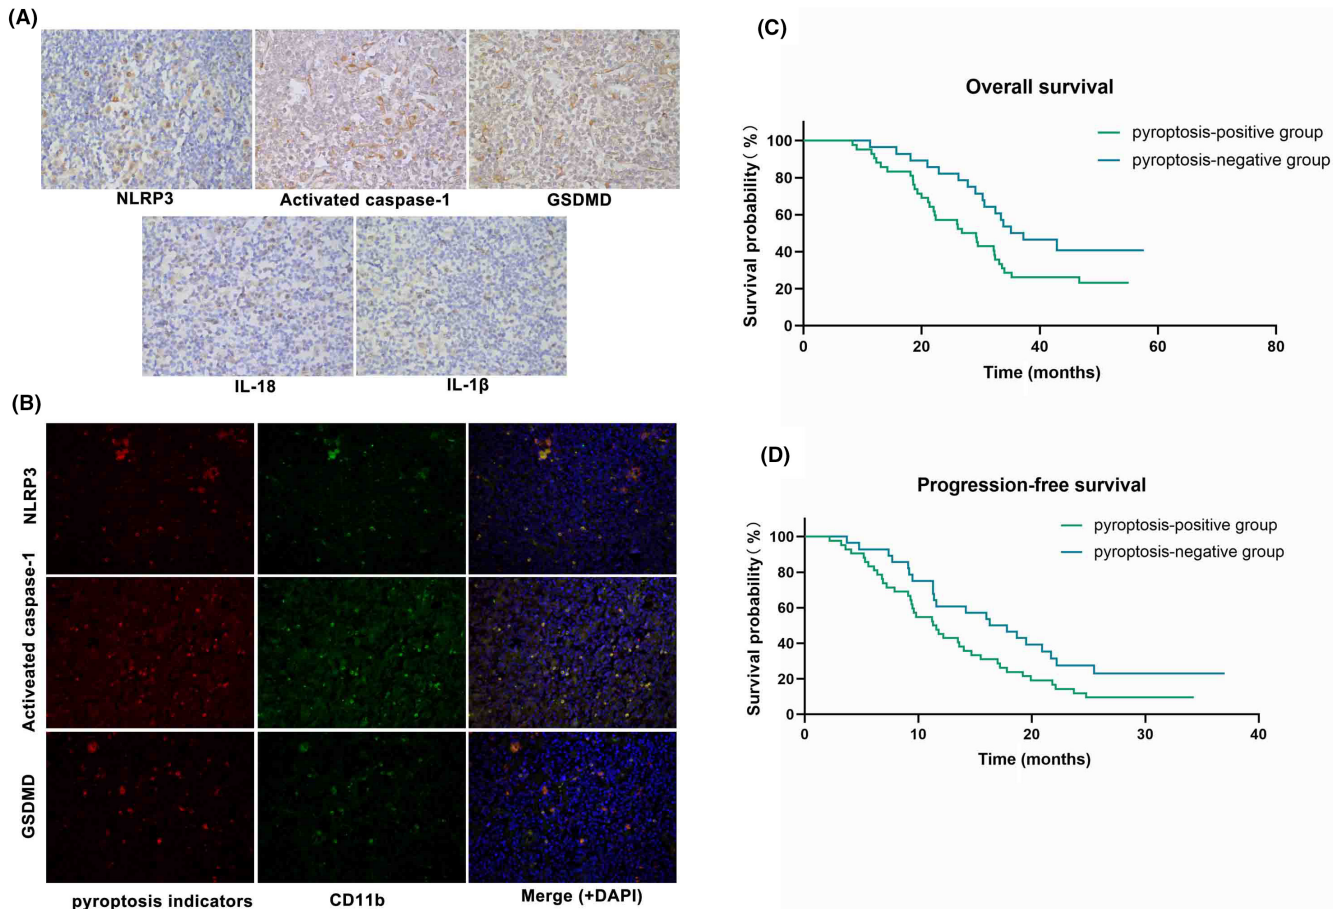 (A)
NLRP3
Activated caspase-1
GSDMD
IL-18
IL-1β
(B)
NLRP3
Activeated caspase-1
GSDMD
pyroptosis indicators
CD11b
Merge (+DAPI)
(C)
Overall survival
pyroptosis-positive group
pyroptosis-negative group
Survival probability (%)
100
80
60
40
20
0
0 20 40 60 80
Time (months)
(D)
Progression-free survival
pyroptosis-positive group
pyroptosis-negative group
Survival probability (%)
100
80
60
40
20
0
0 10 20 30 40
Time (months)